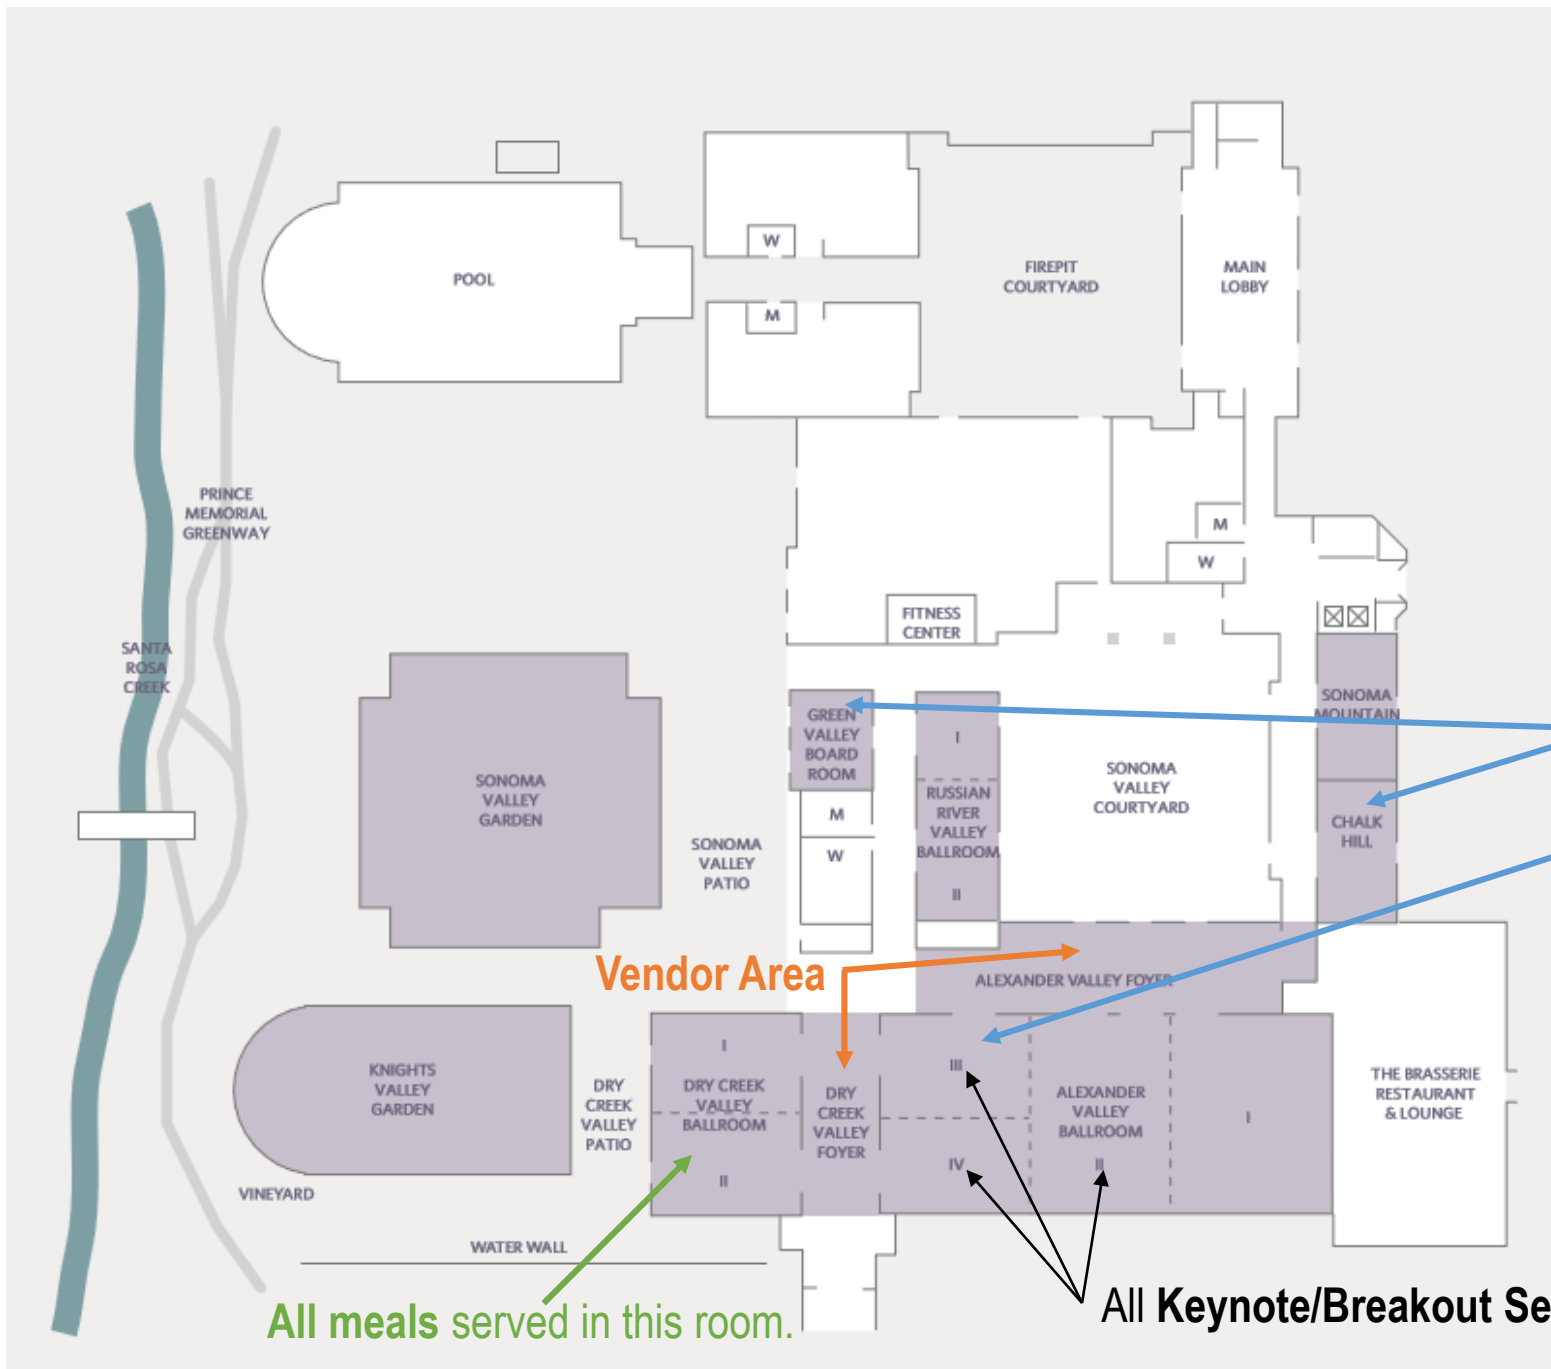 W
POOL
M
FIREPIT
COURTYARD
MAIN
LOBBY
PRINCE
MEMORIAL
GREENWAY
M
W
FITNESS
CENTER
SANTA
ROSA
CREEK
SONOMA
VALLEY
GARDEN
SONOMA
VALLEY
PATIO
GREEN
VALLEY
BOARD
ROOM
M
W
I
RUSSIAN
RIVER
VALLEY
BALLROOM
II
SONOMA
VALLEY
COURTYARD
SONOMA
MOUNTAIN
CHALK
HILL
Vendor Area
ALEXANDER VALLEY FOYER
KNIGHTS
VALLEY
GARDEN
DRY
CREEK
VALLEY
PATIO
I
DRY CREEK
VALLEY
BALLROOM
II
DRY
CREEK
VALLEY
FOYER
III
IV
ALEXANDER
VALLEY
BALLROOM
II
I
THE BRASSERIE
RESTAURANT
& LOUNGE
VINEYARD
WATER WALL
All meals served in this room.
All Keynote/Breakout Se